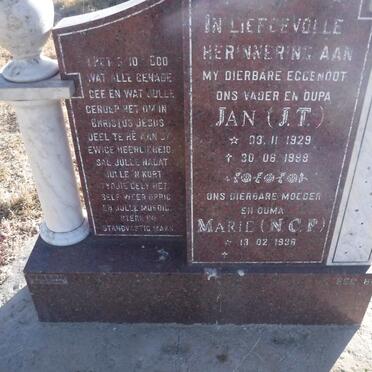 1 PET 5:10 GOD
WAT ALLE GENADE
GEE EN WAT JULLE
GEROEP HET OM IN
CHRISTUS JESUS
DEEL TE HÊ AAN SY
EWIGE HEERLIKHEID
SAL JULLE NADAT
JULLE 'N KORT
TYDJIE GELY HET
SELF WEER OPRIG
EN JULLE MOEDIG,
STERK EN
STANDVASTIG MAAK
IN LIEFDEVOLLE
HERINNERING AAN
MY DIERBARE EGGENOOT
ONS VADER EN OUPA
JAN (J.T.)
☆ 09. 11 1929
✝ 30. 06 1998
ONS DIERBARE MOEDER
EN OUMA
MARIE (N.C.P.)
☆ 13 02 1936
✝